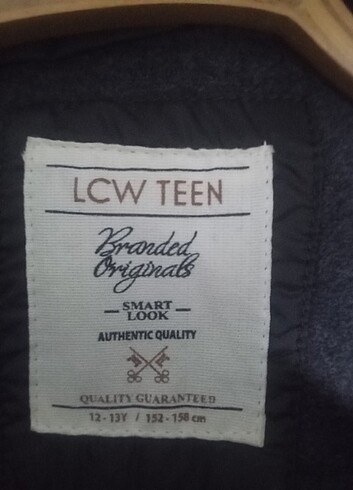 LCW TEEN
Branded
Originals
SMART
LOOK
AUTHENTIC QUALITY
QUALITY GUARANTEED
12-13Y / 152-158 cm